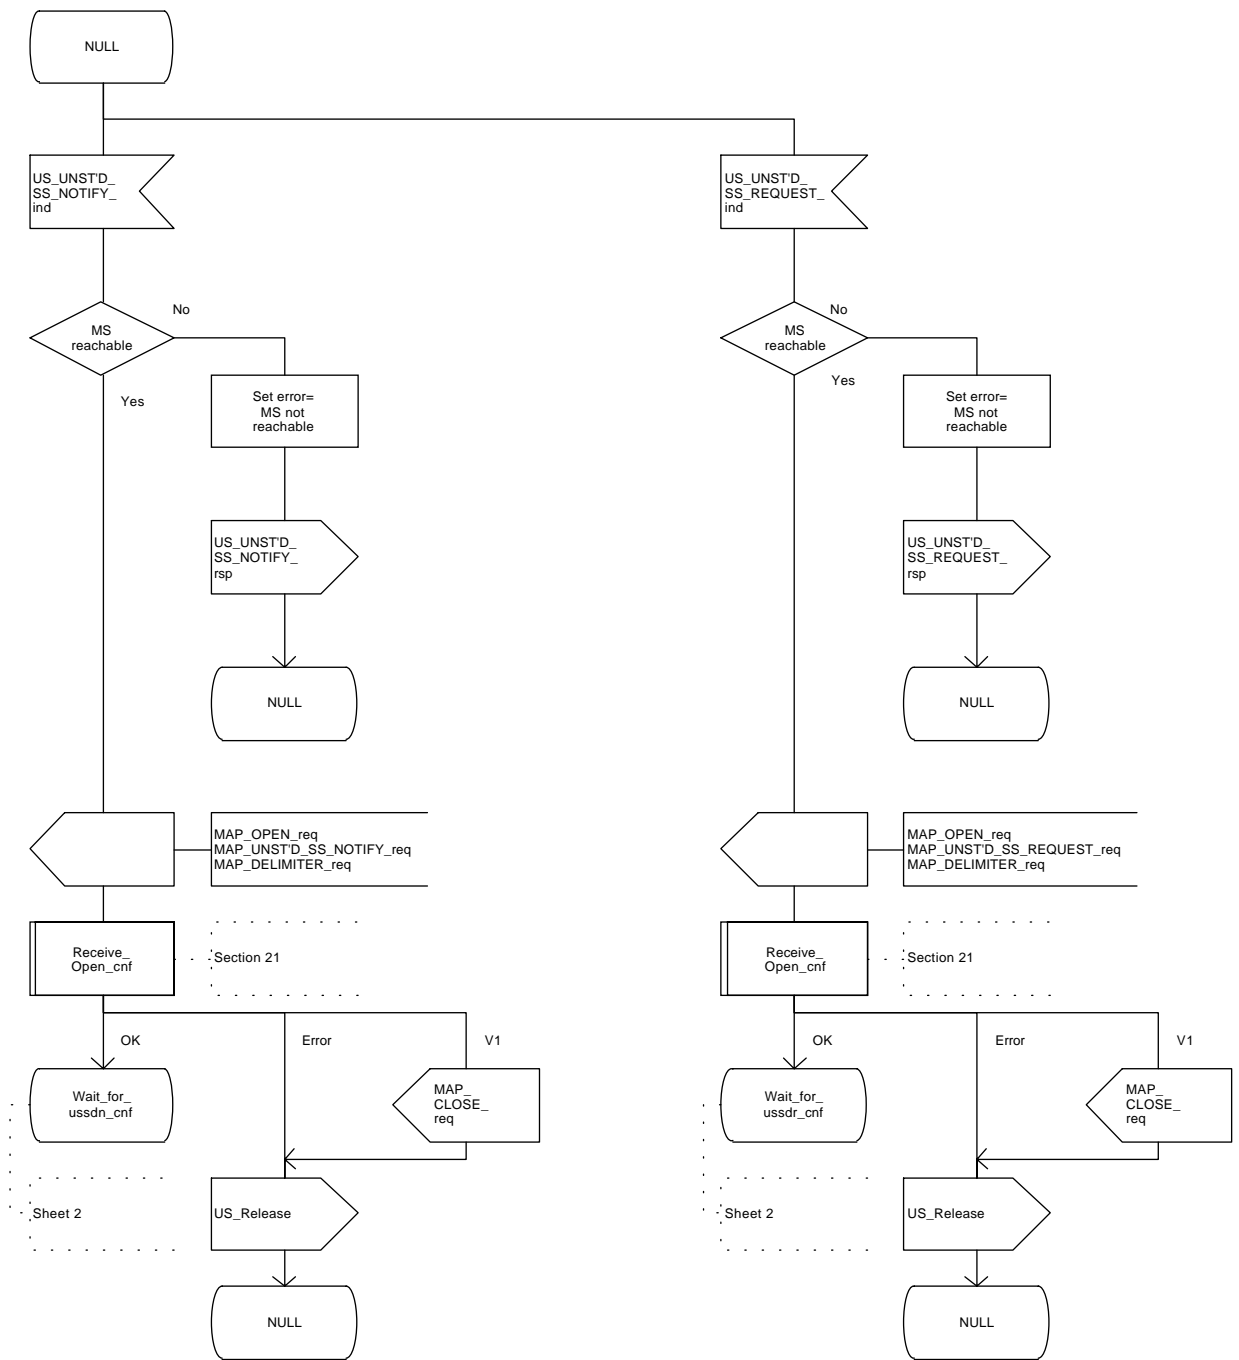 NULL
US_UNST'D_
SS_NOTIFY_
ind
US_UNST'D_
SS_REQUEST_
ind
No
MS
reachable
Yes
No
MS
reachable
Yes
Set error=
MS not
reachable
Set error=
MS not
reachable
US_UNST'D_
SS_NOTIFY_
rsp
US_UNST'D_
SS_REQUEST_
rsp
NULL
NULL
MAP_OPEN_req
MAP_UNST'D_SS_NOTIFY_req
MAP_DELIMITER_req
MAP_OPEN_req
MAP_UNST'D_SS_REQUEST_req
MAP_DELIMITER_req
Receive_
Open_cnf
Section 21
Receive_
Open_cnf
Section 21
OK
Error
V1
OK
Error
V1
Wait_for_
ussdn_cnf
MAP_
CLOSE_
req
Wait_for_
ussdr_cnf
MAP_
CLOSE_
req
Sheet 2
US_Release
Sheet 2
US_Release
NULL
NULL